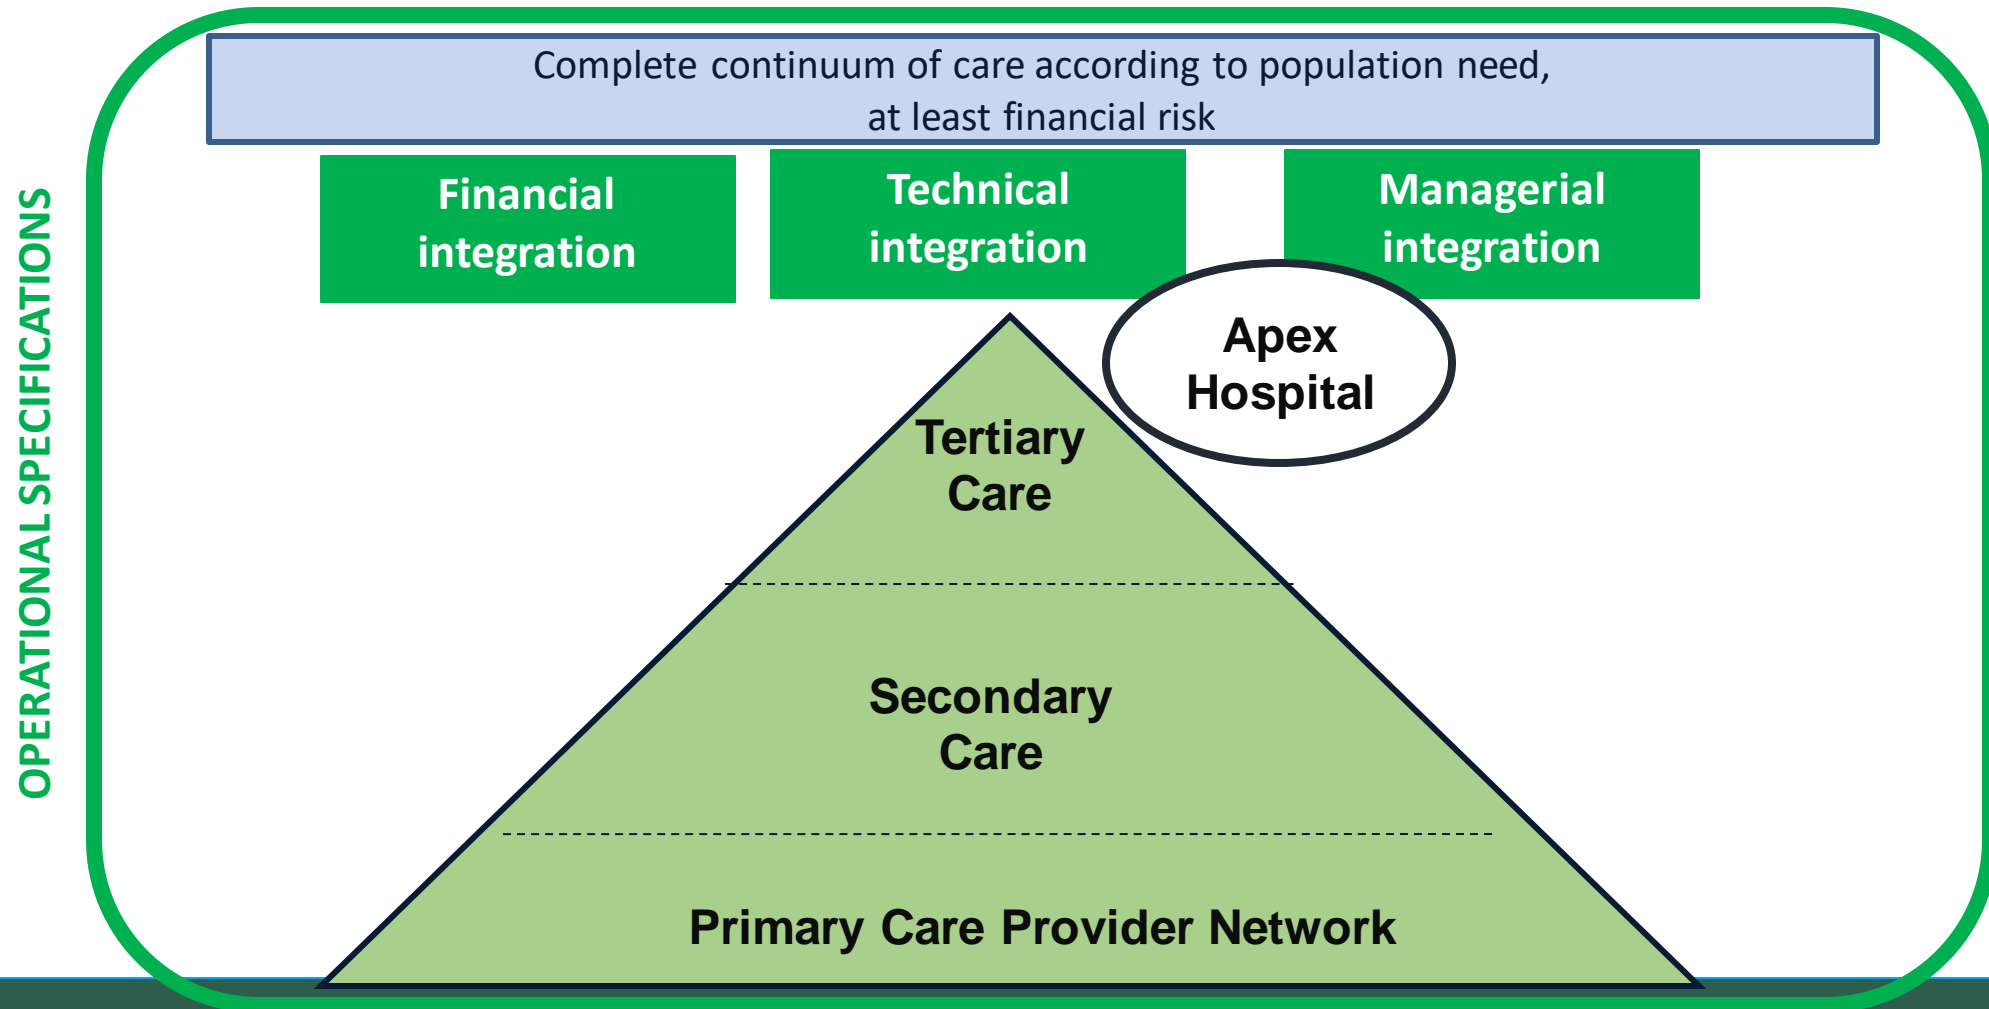 OPERATIONAL SPECIFICATIONS
Complete continuum of care according to population need,
at least financial risk
Financial
integration
Technical
integration
Managerial
integration
Apex
Hospital
Tertiary
Care
Secondary
Care
Primary Care Provider Network